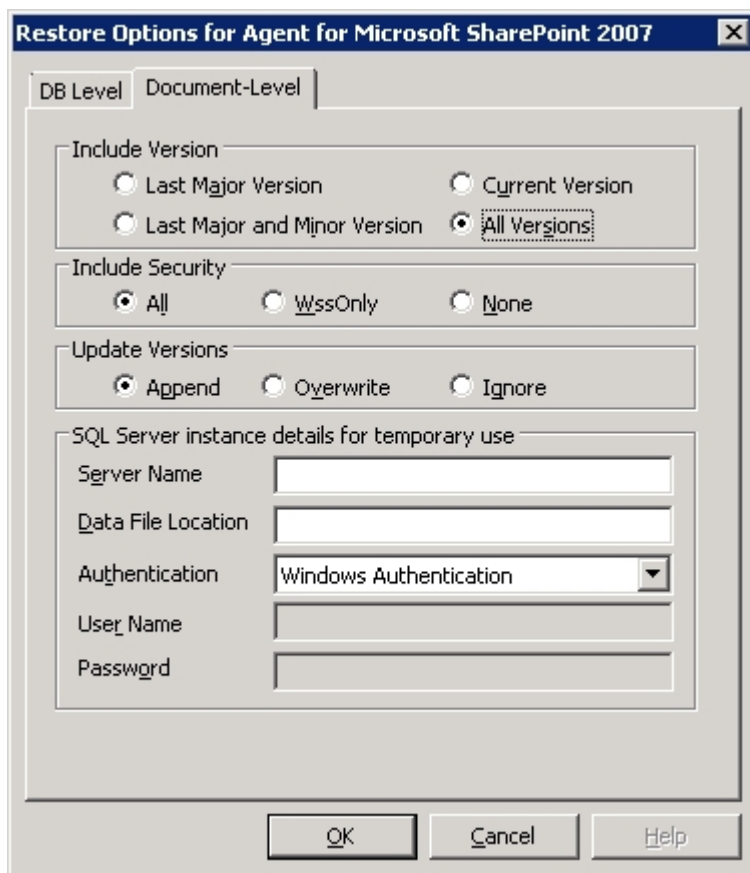 Restore Options for Agent for Microsoft SharePoint 2007
DB Level Document-Level
Include Version
Last Major Version Current Version
Last Major and Minor Version All Versions
Include Security
All WssOnly None
Update Versions
Append Overwrite Ignore
SQL Server instance details for temporary use
Server Name
Data File Location
Authentication Windows Authentication
User Name
Password
OK Cancel Help